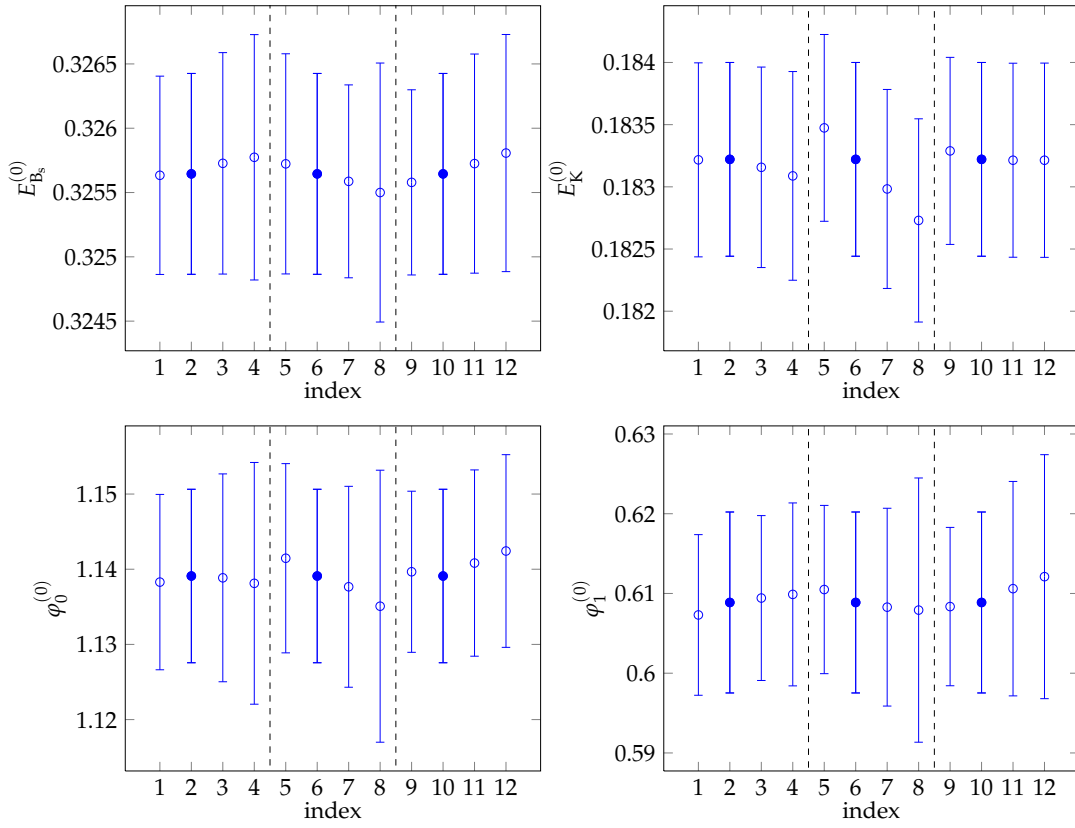 0.3265
0.326
0.3255
0.325
0.3245
E_{B_s}^{(0)}
1 2 3 4 5 6 7 8 9 10 11 12
index
0.184
0.1835
0.183
0.1825
0.182
E_K^{(0)}
1 2 3 4 5 6 7 8 9 10 11 12
index
1.15
1.14
1.13
1.12
φ_0^{(0)}
1 2 3 4 5 6 7 8 9 10 11 12
index
0.63
0.62
0.61
0.6
0.59
φ_1^{(0)}
1 2 3 4 5 6 7 8 9 10 11 12
index